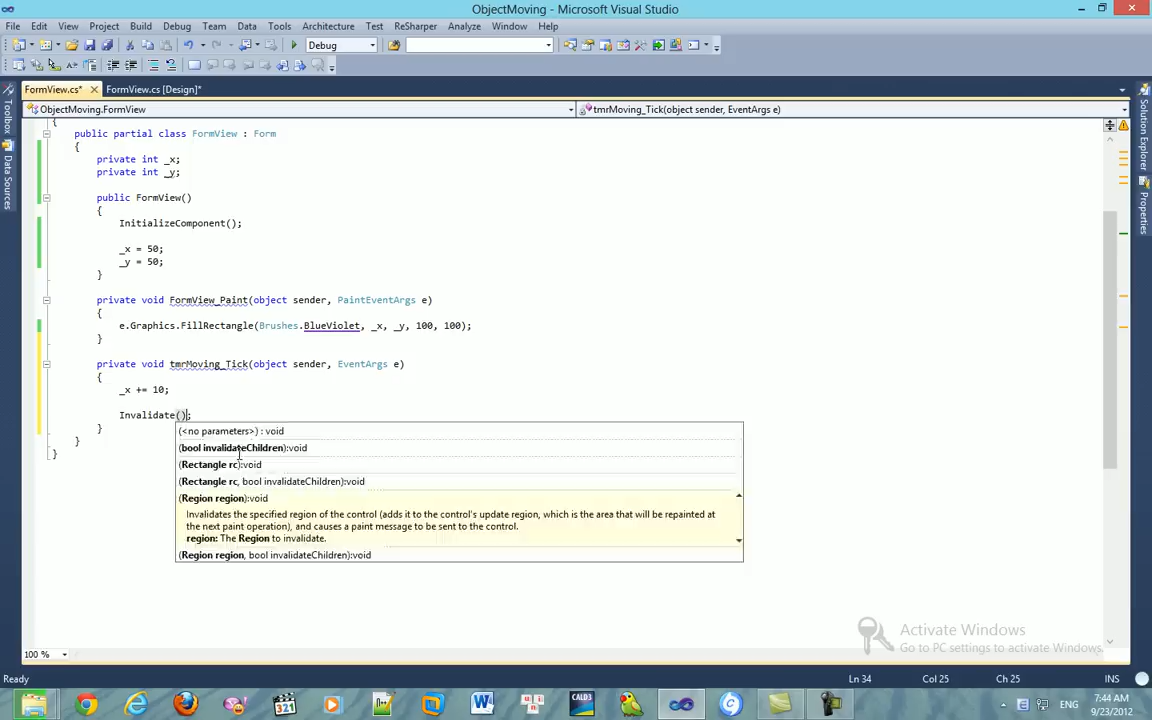 ObjectMoving - Microsoft Visual Studio
File Edit View Project Build Debug Team Data Tools Architecture Test ReSharper Analyze Window Help
Debug
FormView.cs* FormView.cs [Design]*
ObjectMoving.FormView tmrMoving_Tick(object sender, EventArgs e)
Toolbox
Data Sources
Solution Explorer
Properties
{
public partial class FormView : Form
{
private int _x;
private int _y;
public FormView()
{
InitializeComponent();
_x = 50;
_y = 50;
}
private void FormView_Paint(object sender, PaintEventArgs e)
{
e.Graphics.FillRectangle(Brushes.BlueViolet, _x, _y, 100, 100);
}
private void tmrMoving_Tick(object sender, EventArgs e)
{
_x += 10;
Invalidate();
}
}
}
(<no parameters>) : void
(bool invalidateChildren):void
(Rectangle rc):void
(Rectangle rc, bool invalidateChildren):void
(Region region):void
Invalidates the specified region of the control (adds it to the control's update region, which is the area that will be repainted at
the next paint operation), and causes a paint message to be sent to the control.
region: The Region to invalidate.
(Region region, bool invalidateChildren):void
Activate Windows
Go to PC settings to activate Windows.
100 %
Ready Ln 34 Col 25 Ch 25 INS
321
CALD3
ENG
7:44 AM
9/23/2012